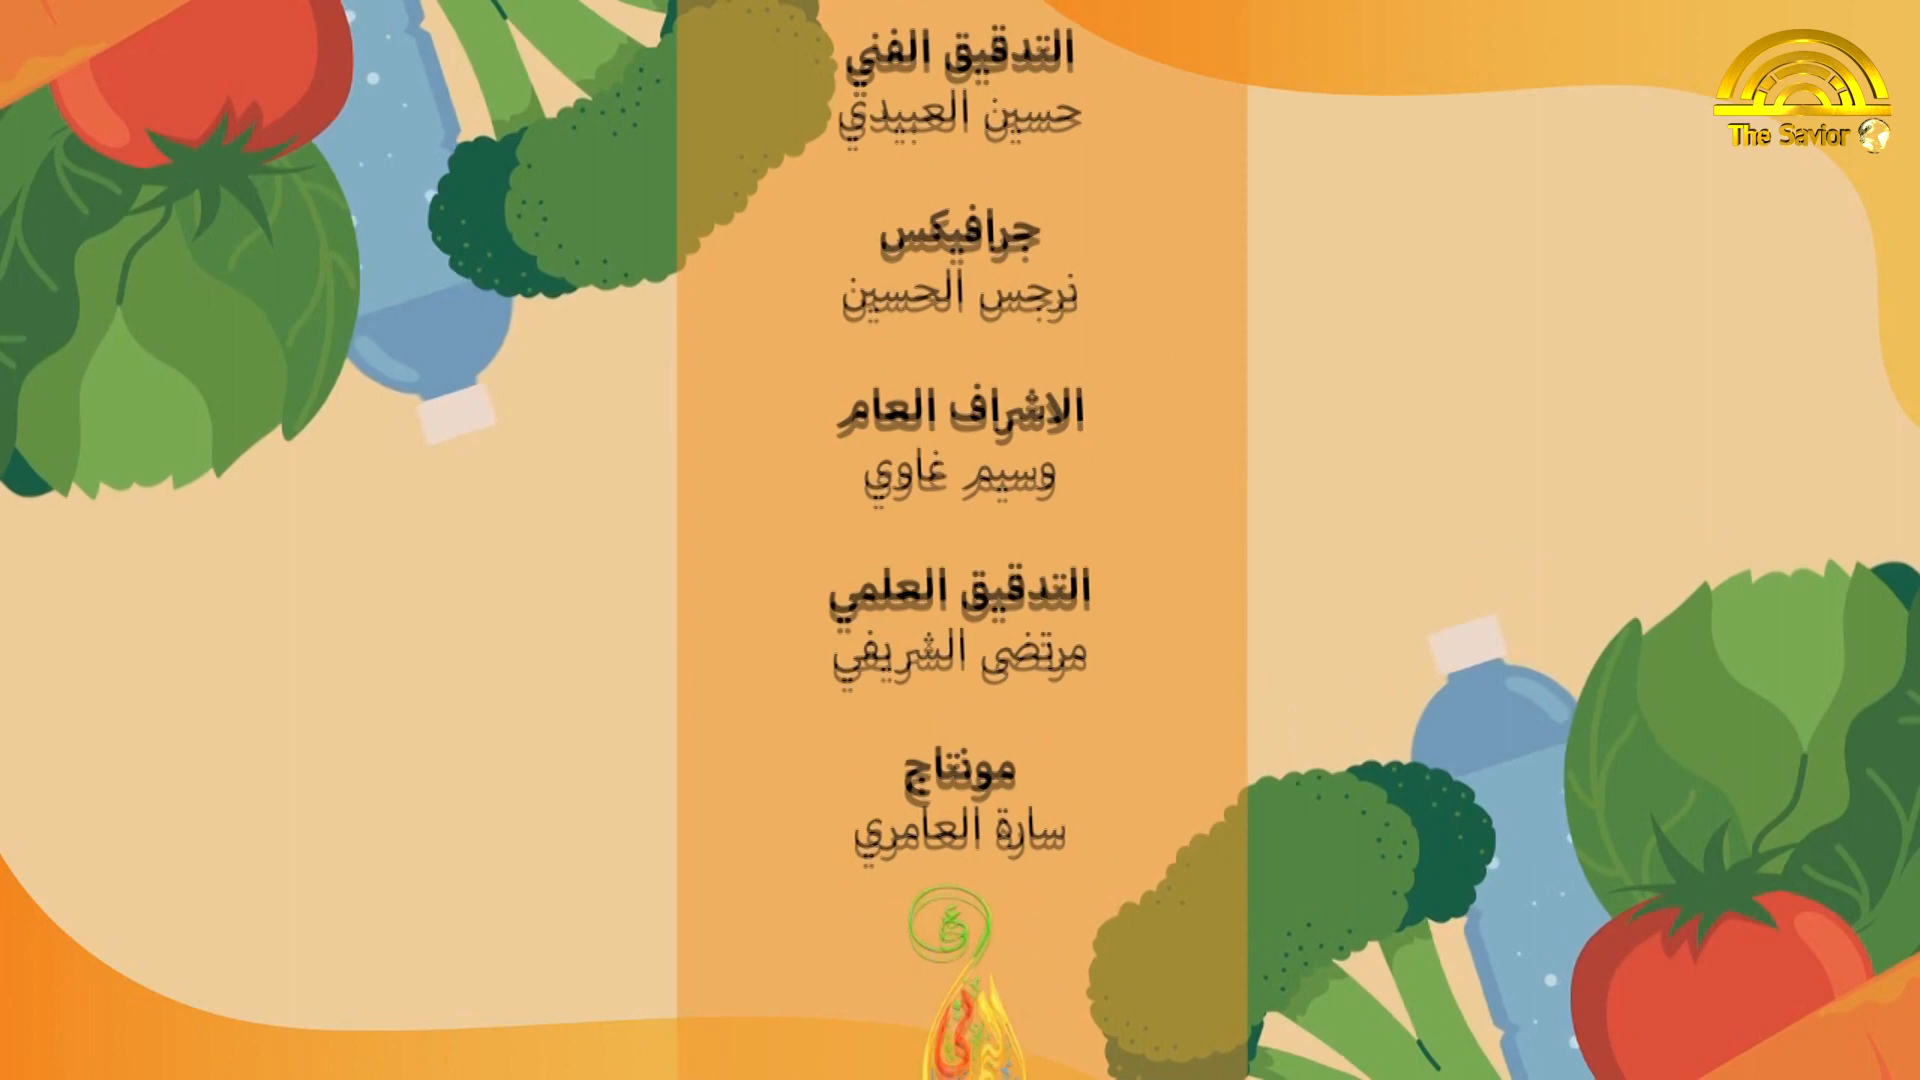 التدقيق الفني
حسين العبيدي
جرافيكس
نرجس الحسين
الاشراف العام
وسيم غاوي
التدقيق العلمي
مرتضى الشريفي
مونتاج
سارة العامري
The Savior